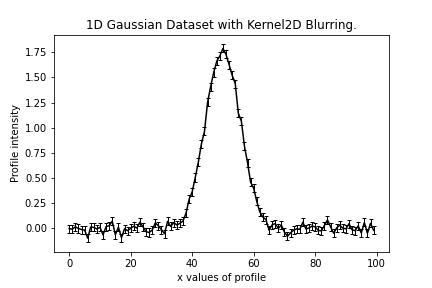 1D Gaussian Dataset with Kernel2D Blurring.
1.75
1.50
1.25
1.00
0.75
0.50
0.25
0.00
Profile intensity
0 20 40 60 80 100
x values of profile